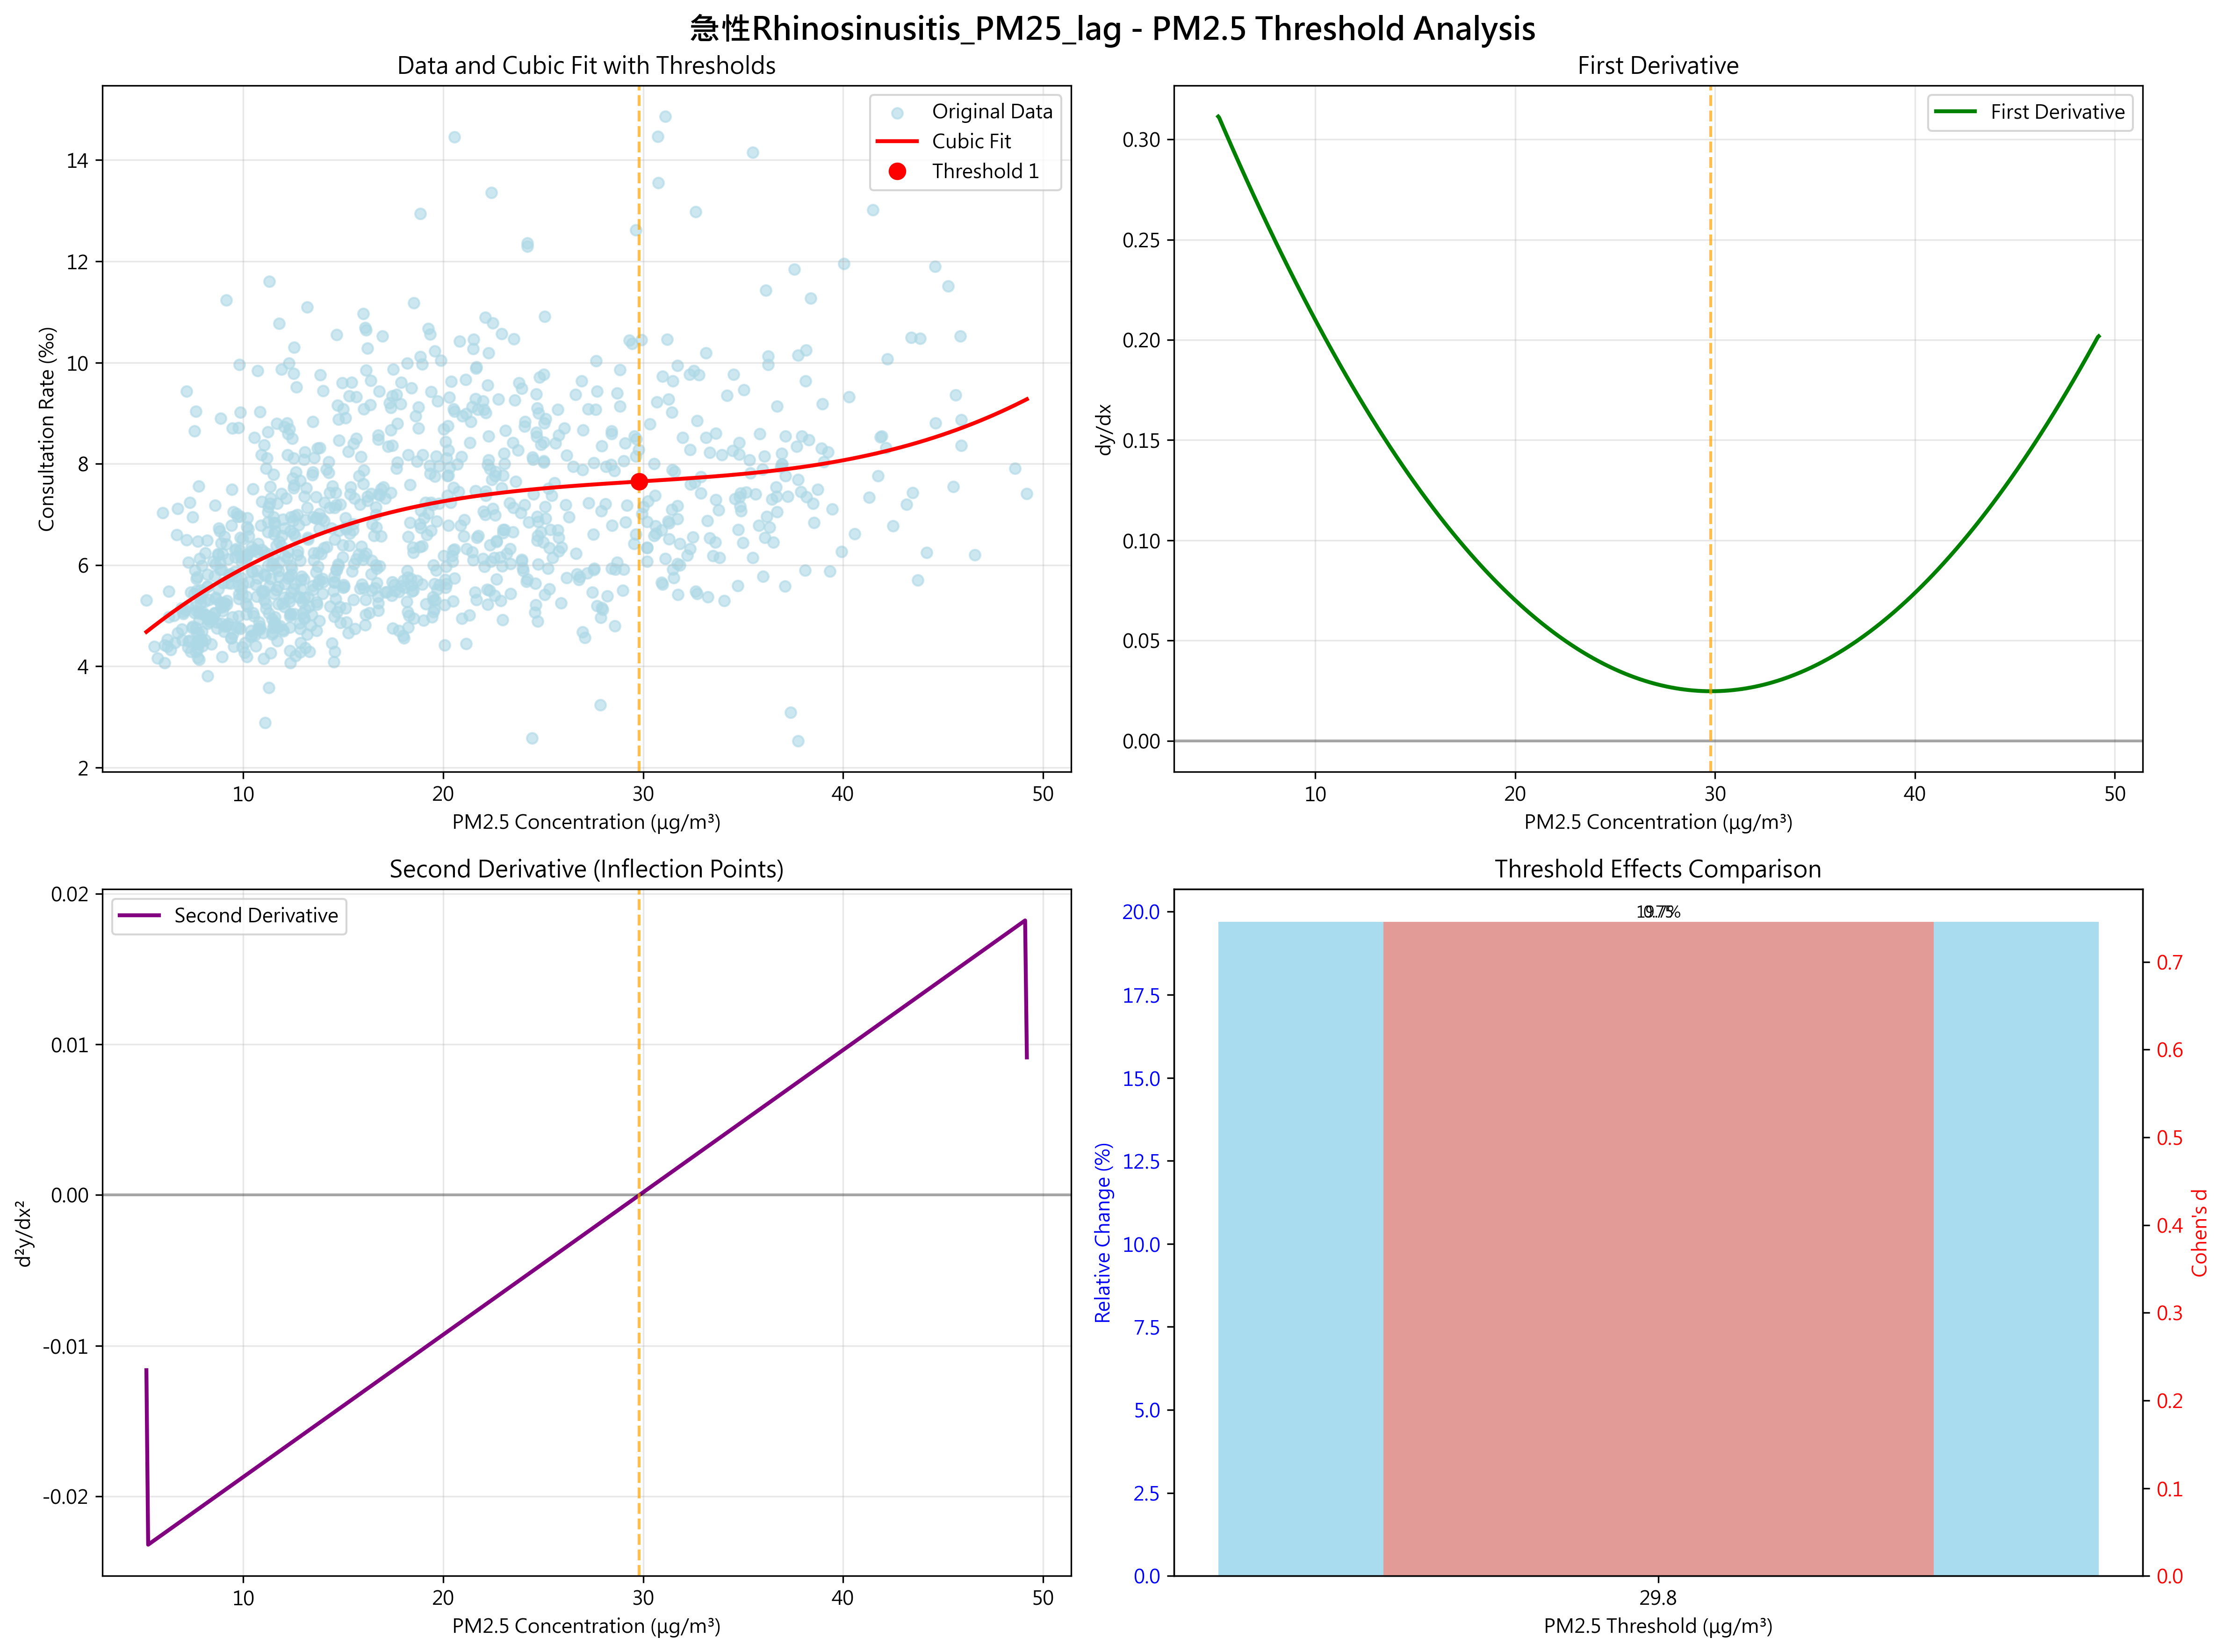 急性Rhinosinusitis_PM25_lag - PM2.5 Threshold Analysis
Data and Cubic Fit with Thresholds
Original Data
Cubic Fit
Threshold 1
Consultation Rate (‰)
14
12
10
8
6
4
2
10 20 30 40 50
PM2.5 Concentration (μg/m³)
First Derivative
First Derivative
dy/dx
0.30
0.25
0.20
0.15
0.10
0.05
0.00
10 20 30 40 50
PM2.5 Concentration (μg/m³)
Second Derivative (Inflection Points)
Second Derivative
d²y/dx²
0.02
0.01
0.00
-0.01
-0.02
10 20 30 40 50
PM2.5 Concentration (μg/m³)
Threshold Effects Comparison
Relative Change (%)
20.0
17.5
15.0
12.5
10.0
7.5
5.0
2.5
0.0
Cohen's d
0.7
0.6
0.5
0.4
0.3
0.2
0.1
0.0
29.8
PM2.5 Threshold (μg/m³)